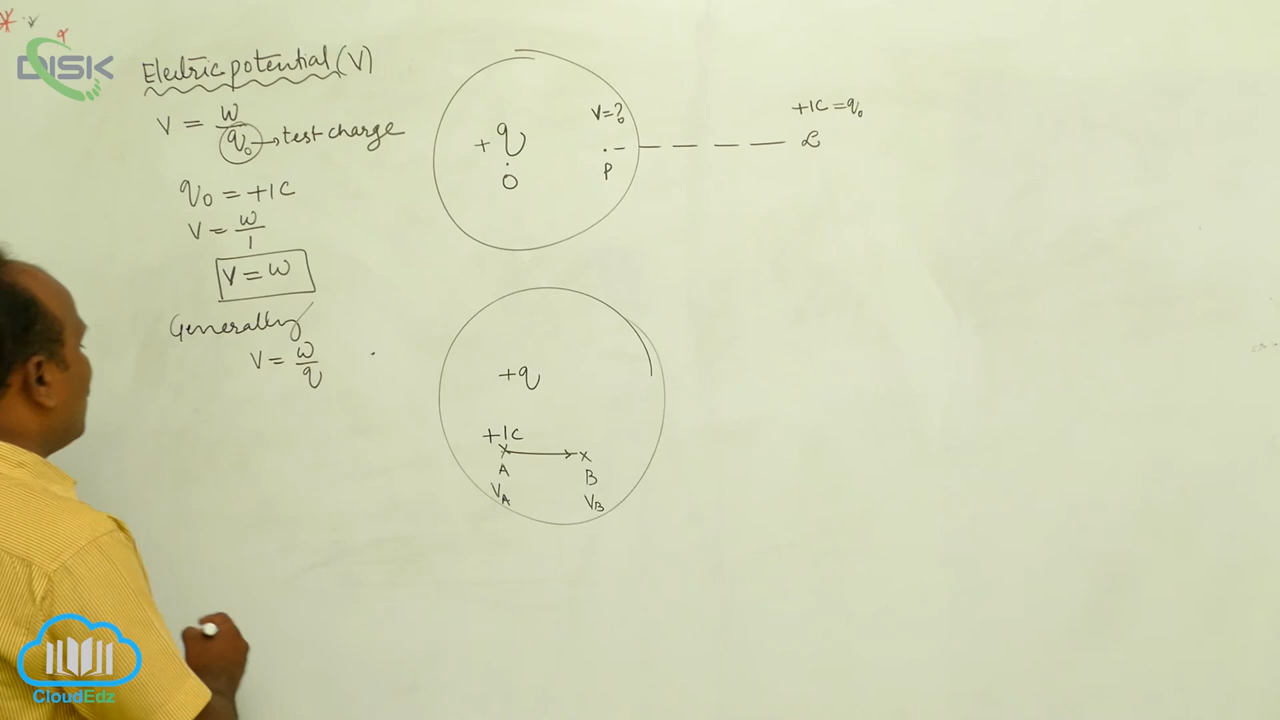 DISK
Electric potential (V)
V = w/q₀ → test charge
q₀ = +1C
V = w/1
V = w
Generally
V = w/q
+ q
O
V = ?
P
+1C = q₀
+q
+1C
A
V_A
B
V_B
CloudEdz